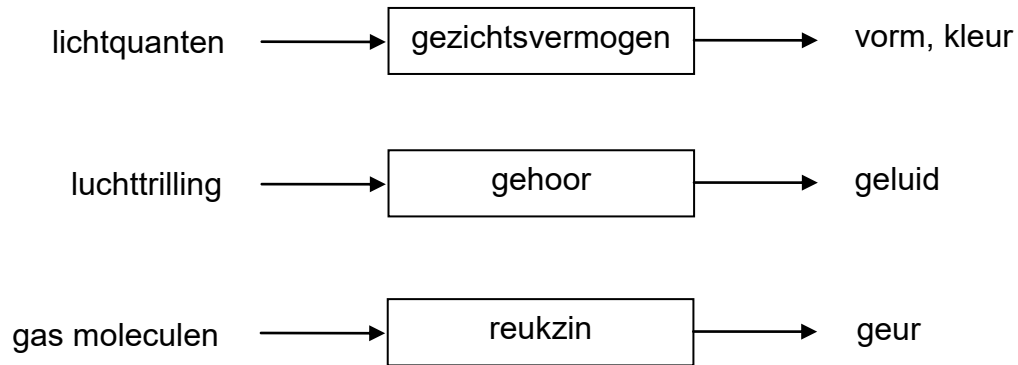 lichtquanten gezichtsvermogen vorm, kleur
luchttrilling gehoor geluid
gas moleculen reukzin geur